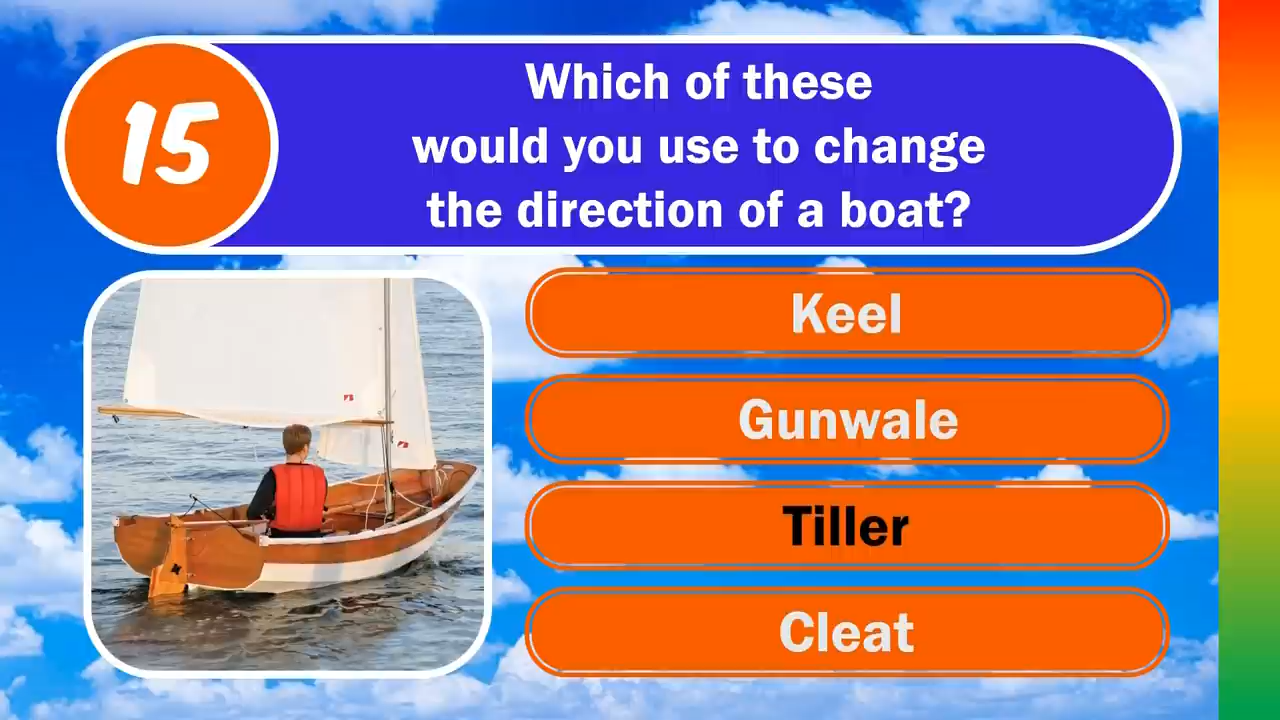 15
Which of these
would you use to change
the direction of a boat?
Keel
Gunwale
Tiller
Cleat